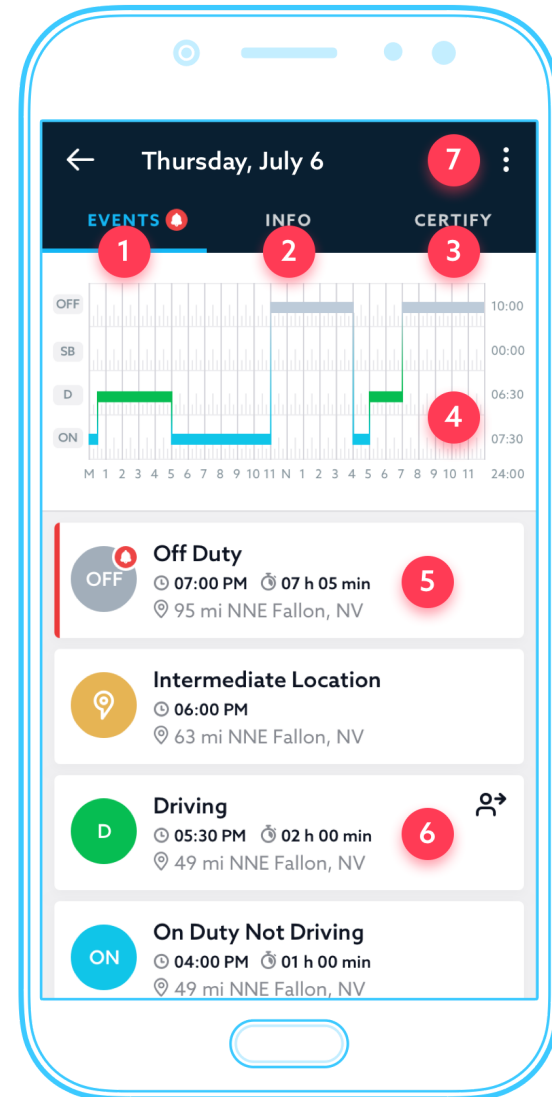 Thursday, July 6
7
EVENTS INFO CERTIFY
1 2 3
OFF 10:00
SB 00:00
D 06:30
4
ON 07:30
M 1 2 3 4 5 6 7 8 9 10 11 N 1 2 3 4 5 6 7 8 9 10 11 24:00
Off Duty
OFF 07:00 PM 07 h 05 min 5
95 mi NNE Fallon, NV
Intermediate Location
06:00 PM
63 mi NNE Fallon, NV
Driving
D 05:30 PM 02 h 00 min 6
49 mi NNE Fallon, NV
On Duty Not Driving
ON 04:00 PM 01 h 00 min
49 mi NNE Fallon, NV